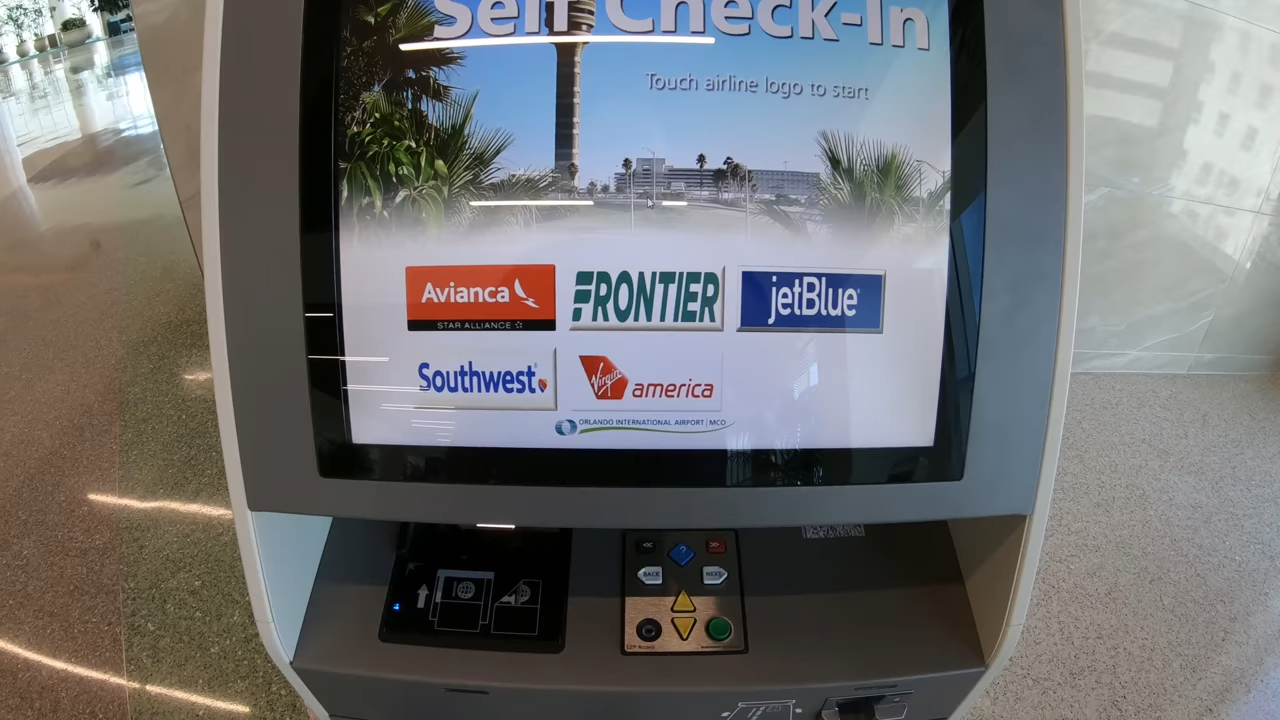 Self Check-In
Touch airline logo to start
Avianca
STAR ALLIANCE
FRONTIER
jetBlue
Southwest
Virgin america
ORLANDO INTERNATIONAL AIRPORT | MCO
<< ? >>
BACK NEXT